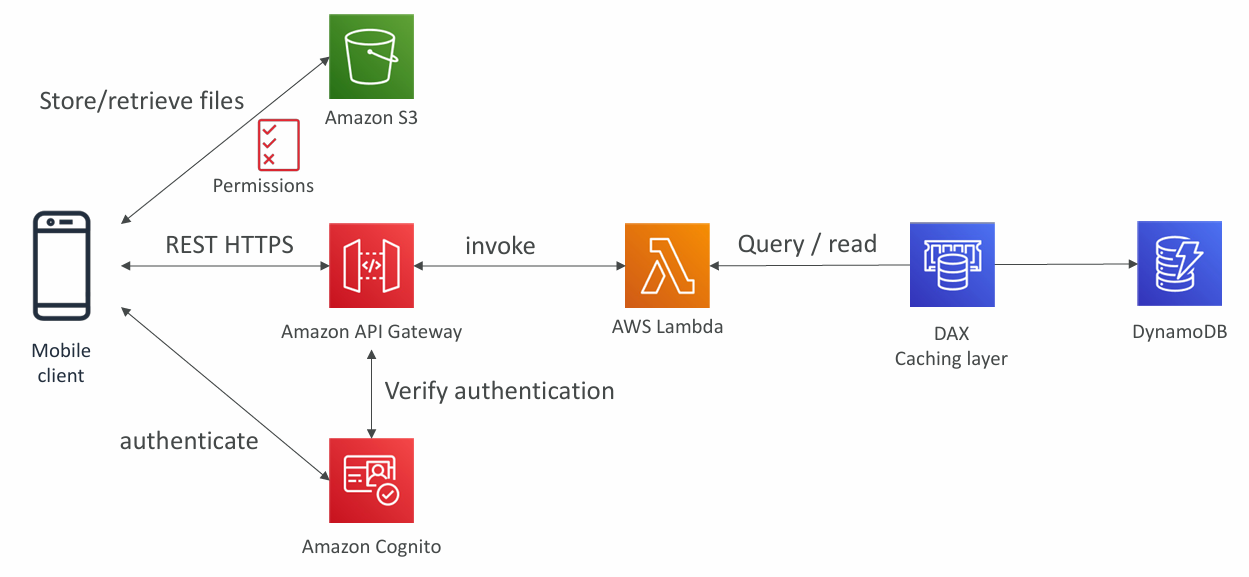 Store/retrieve files
Amazon S3
Permissions
REST HTTPS
invoke
Query / read
Mobile
client
Amazon API Gateway
AWS Lambda
DAX
Caching layer
DynamoDB
Verify authentication
authenticate
Amazon Cognito